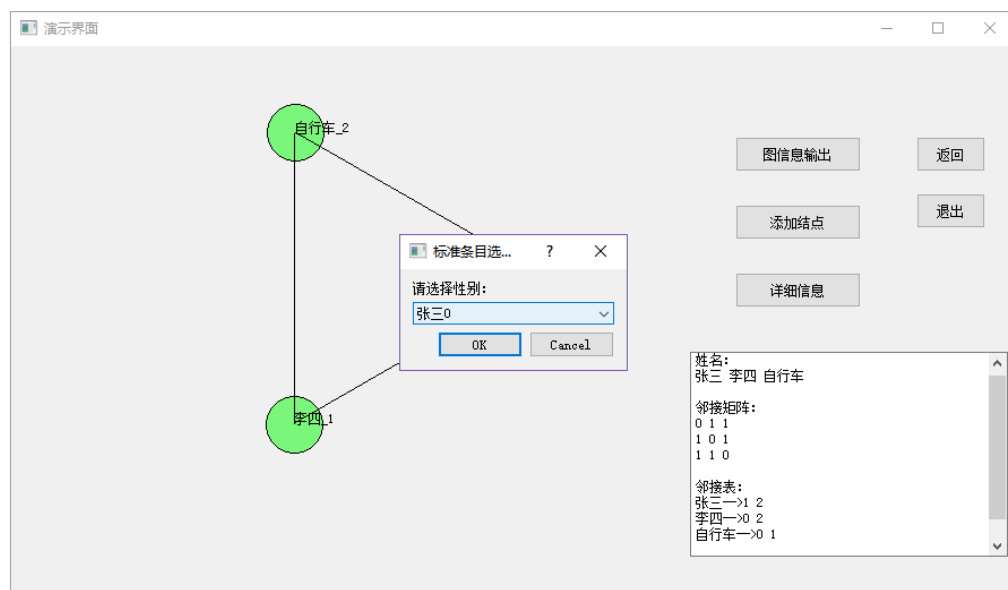 演示界面
自行车_2
图信息输出
返回
添加结点
退出
标准条目选...
?
请选择性别:
张三0
OK
Cancel
详细信息
李四_1
姓名:
张三 李四 自行车
邻接矩阵:
0 1 1
1 0 1
1 1 0
邻接表:
张三—>1 2
李四—>0 2
自行车—>0 1